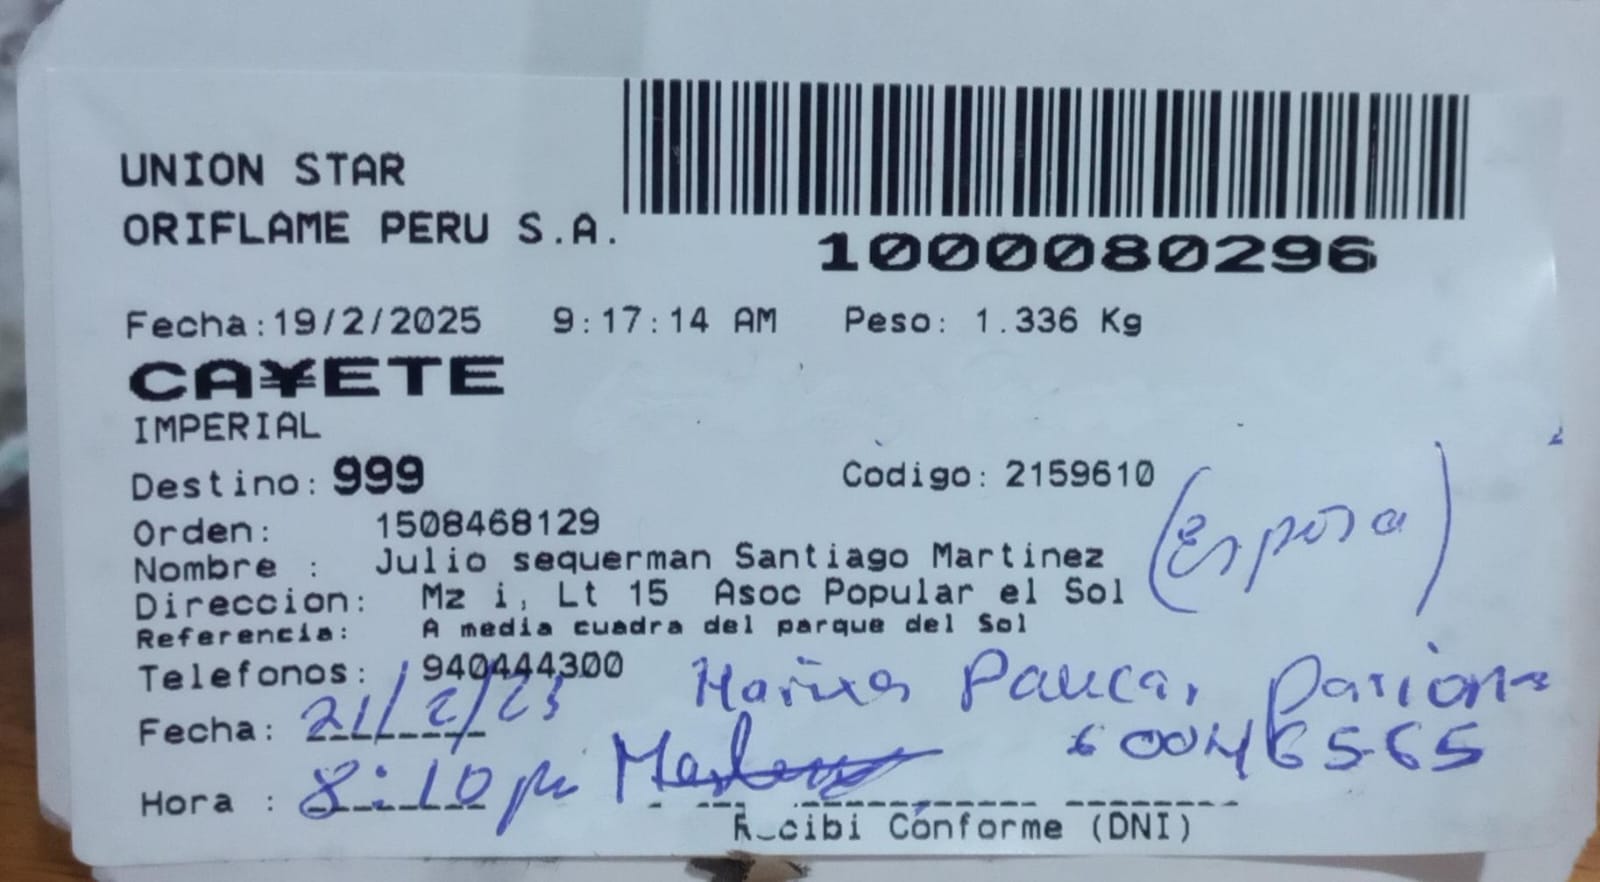 UNION STAR
ORIFLAME PERU S.A.
1000080296
Fecha:19/2/2025 9:17:14 AM Peso: 1.336 Kg
CA¥ETE
IMPERIAL
Destino: 999 Codigo: 2159610
(Esposa)
Orden: 1508468129
Nombre : Julio sequerman Santiago Martinez
Direccion: Mz i, Lt 15 Asoc Popular el Sol
Referencia: A media cuadra del parque del Sol
Telefonos: 940444300
Pauca, Pariona
Fecha: 21/2/25
Hora : 8:10 pm
Recibi Conforme (DNI)